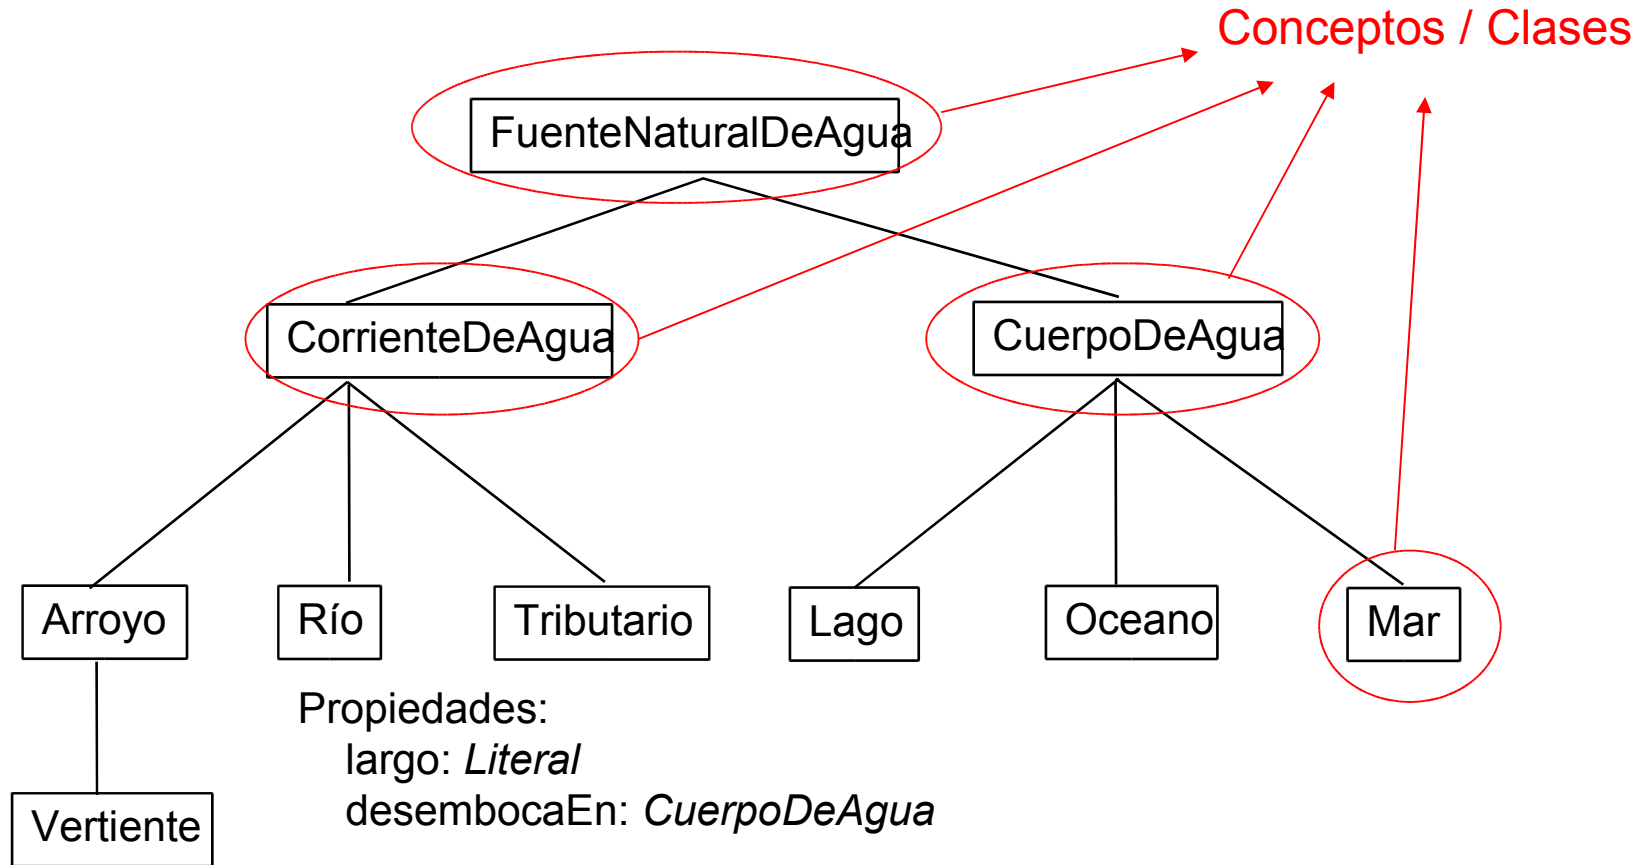 Conceptos / Clases
FuenteNaturalDeAgua
CorrienteDeAgua
CuerpoDeAgua
Arroyo
Río
Tributario
Lago
Oceano
Mar
Propiedades:
largo: Literal
desembocaEn: CuerpoDeAgua
Vertiente